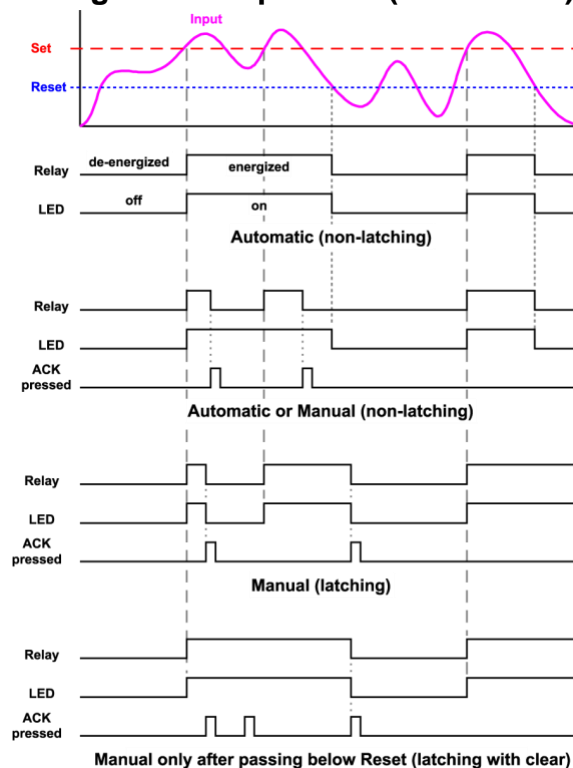 Input
Set
Reset
Relay de-energized energized
LED off on
Automatic (non-latching)
Relay
LED
ACK
pressed
Automatic or Manual (non-latching)
Relay
LED
ACK
pressed
Manual (latching)
Relay
LED
ACK
pressed
Manual only after passing below Reset (latching with clear)